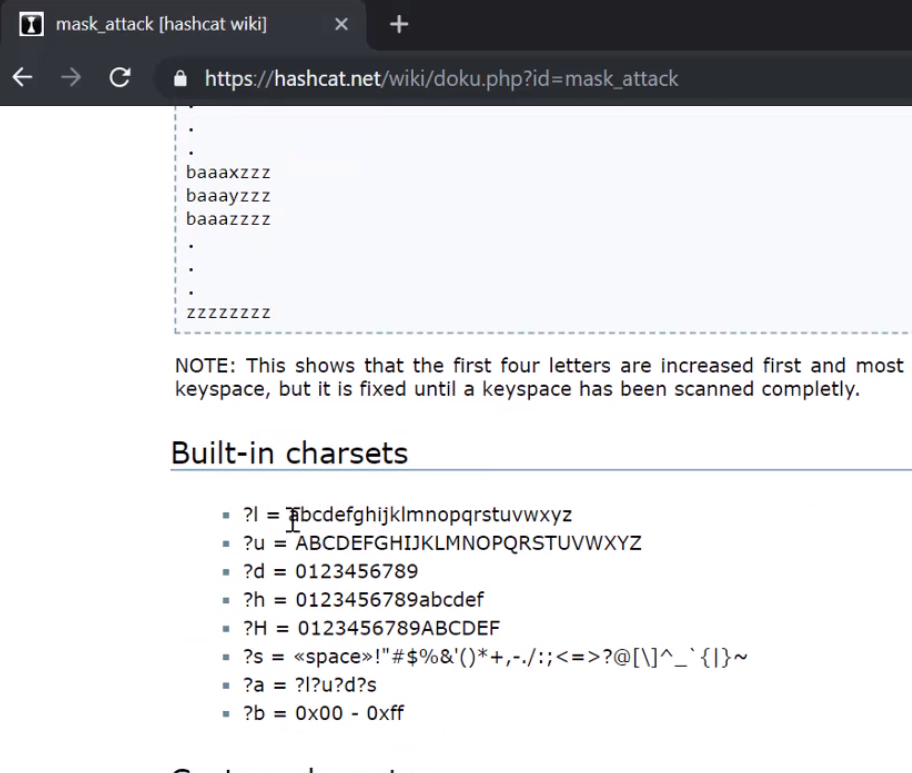 mask_attack [hashcat wiki]
https://hashcat.net/wiki/doku.php?id=mask_attack
.
.
.
baaaxzzz
baaayzzz
baaazzzz
.
.
.
zzzzzzzz
NOTE: This shows that the first four letters are increased first and most
keyspace, but it is fixed until a keyspace has been scanned completly.
Built-in charsets
?l = abcdefghijklmnopqrstuvwxyz
?u = ABCDEFGHIJKLMNOPQRSTUVWXYZ
?d = 0123456789
?h = 0123456789abcdef
?H = 0123456789ABCDEF
?s = «space»!"#$%&'()*+,-./:;<=>?@[\]^_`{|}~
?a = ?l?u?d?s
?b = 0x00 - 0xff